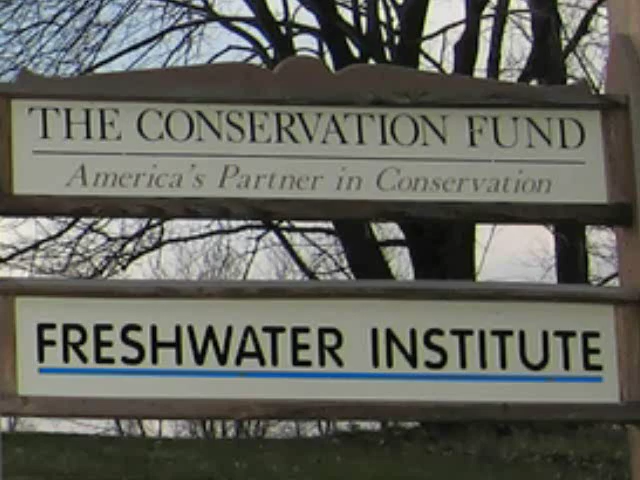 THE CONSERVATION FUND
America's Partner in Conservation
FRESHWATER INSTITUTE